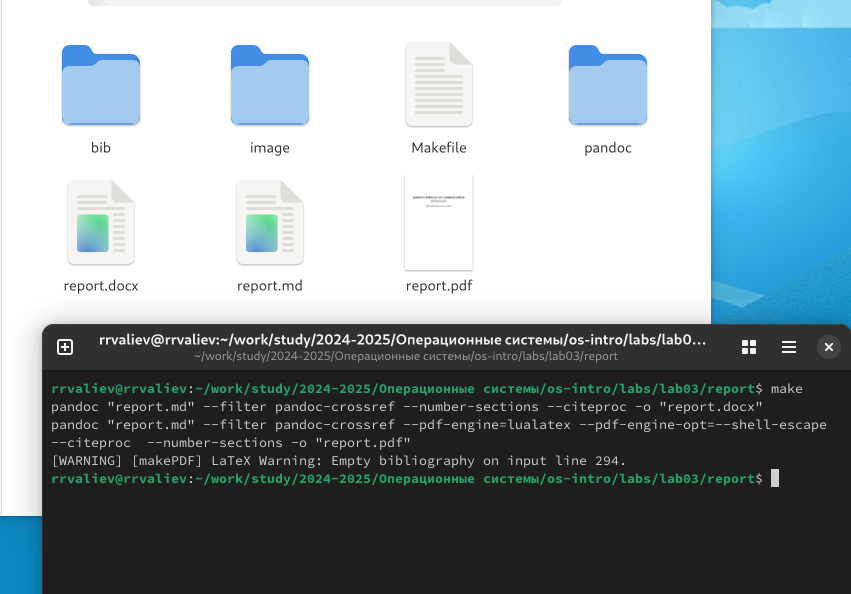 bib
image
Makefile
pandoc
report.docx
report.md
report.pdf
rrvaliev@rrvaliev:~/work/study/2024-2025/Операционные системы/os-intro/labs/lab0...
~/work/study/2024-2025/Операционные системы/os-intro/labs/lab03/report
rrvaliev@rrvaliev:~/work/study/2024-2025/Операционные системы/os-intro/labs/lab03/report$ make
pandoc "report.md" --filter pandoc-crossref --number-sections --citeproc -o "report.docx"
pandoc "report.md" --filter pandoc-crossref --pdf-engine=lualatex --pdf-engine-opt=--shell-escape
--citeproc  --number-sections -o "report.pdf"
[WARNING] [makePDF] LaTeX Warning: Empty bibliography on input line 294.
rrvaliev@rrvaliev:~/work/study/2024-2025/Операционные системы/os-intro/labs/lab03/report$